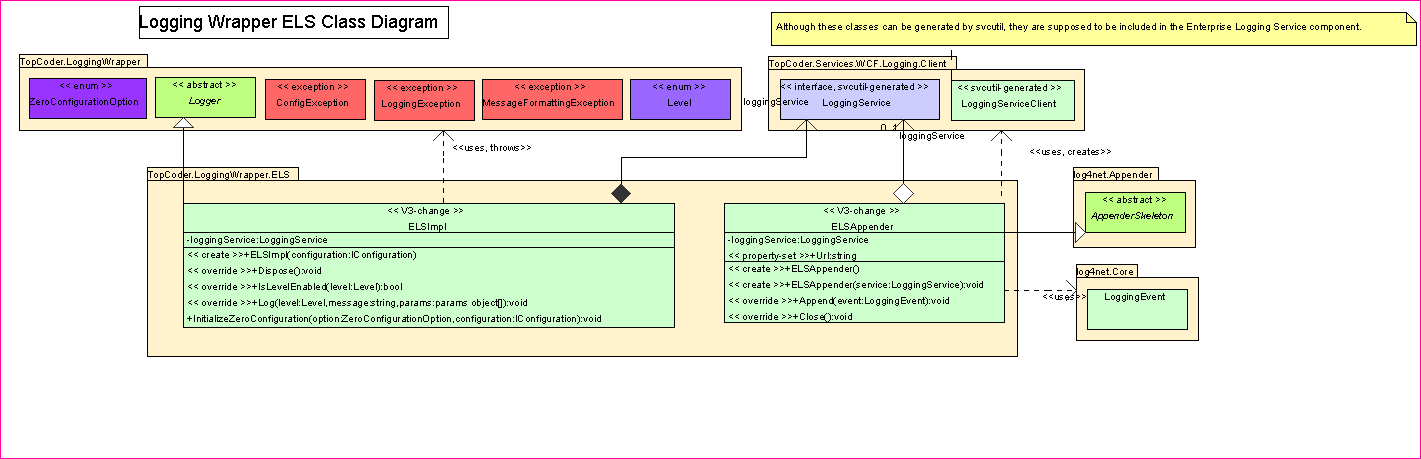 Logging Wrapper ELS Class Diagram
Although these classes can be generated by svcutil, they are supposed to be included in the Enterprise Logging Service component.
TopCoder.LoggingWrapper
<< enum >>
ZeroConfigurationOption
<< abstract >>
Logger
<< exception >>
ConfigException
<< exception >>
LoggingException
<< exception >>
MessageFormattingException
<< enum >>
Level
TopCoder.Services.WCF.Logging.Client
<< interface, svcutil-generated >>
LoggingService
<< svcutil-generated >>
LoggingServiceClient
loggingService
0..1
loggingService
<<uses, throws>>
<<uses, creates>>
TopCoder.LoggingWrapper.ELS
<< V3-change >>
ELSImpl
-loggingService:LoggingService
<< create >>+ELSImpl(configuration:IConfiguration)
<< override >>+Dispose():void
<< override >>+IsLevelEnabled(level:Level):bool
<< override >>+Log(level:Level,message:string,params:params object[]):void
+InitializeZeroConfiguration(option:ZeroConfigurationOption,configuration:IConfiguration):void
<< V3-change >>
ELSAppender
-loggingService:LoggingService
<< property-set >>+Url:string
<< create >>+ELSAppender()
<< create >>+ELSAppender(service:LoggingService):void
<< override >>+Append(event:LoggingEvent):void
<< override >>+Close():void
log4net.Appender
<< abstract >>
AppenderSkeleton
log4net.Core
LoggingEvent
<<uses>>